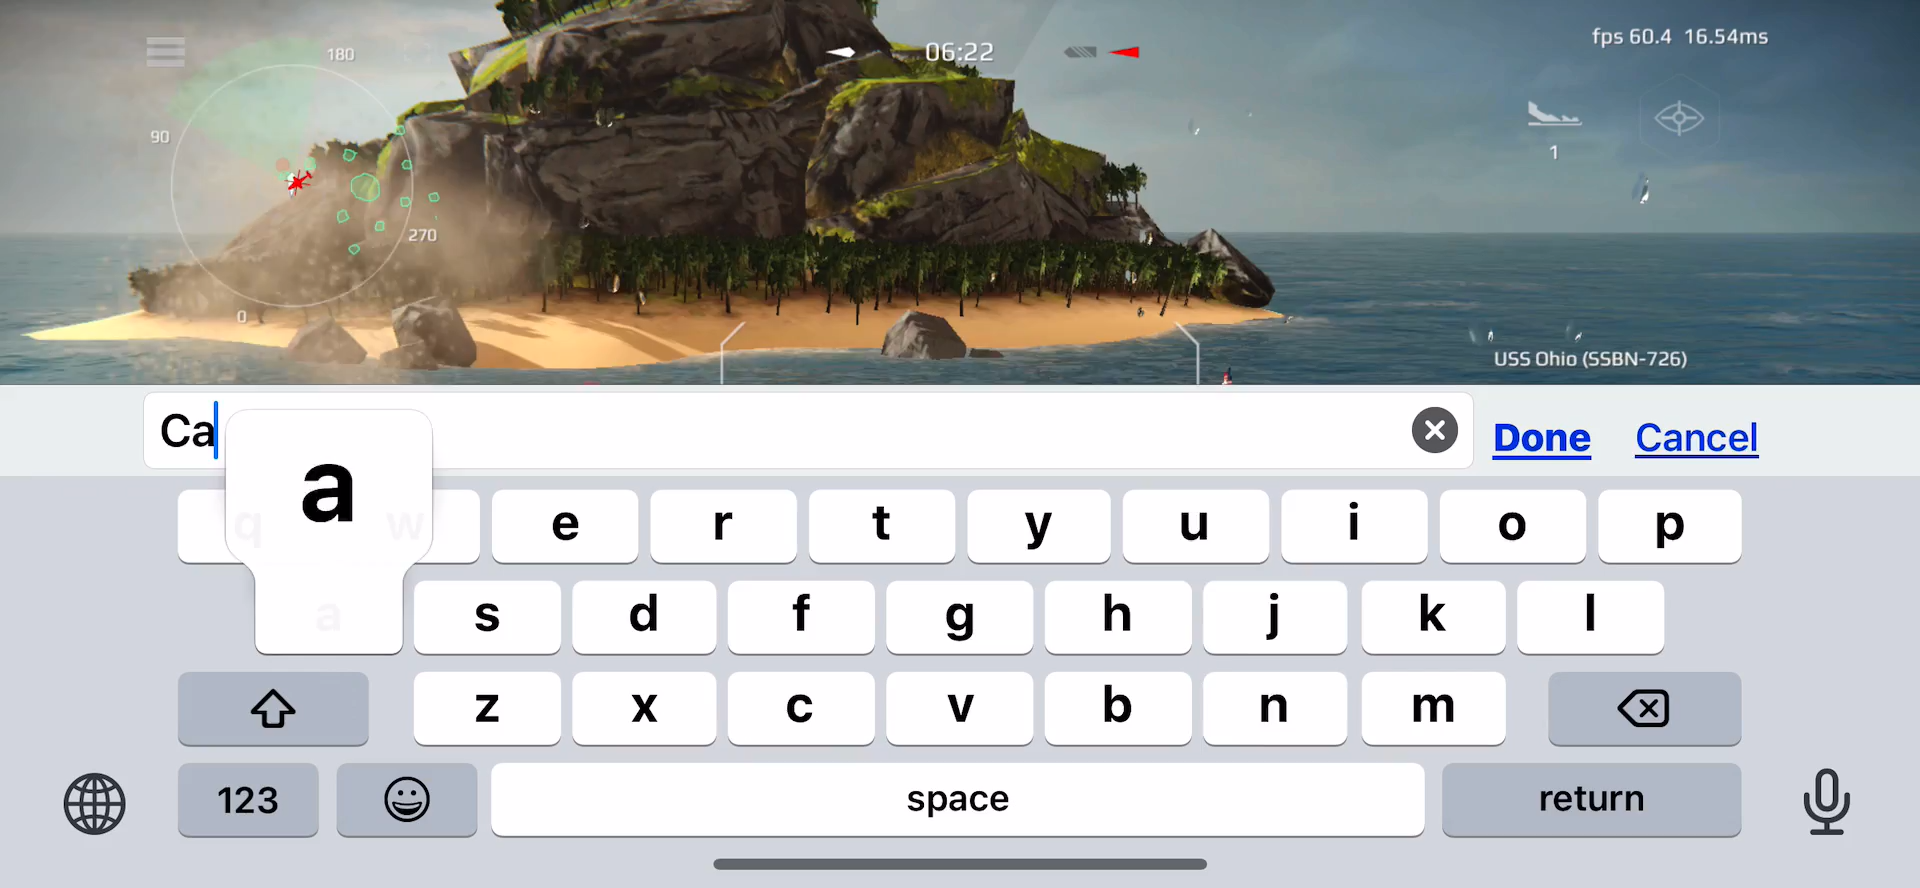 180
06:22
fps 60.4 16.54ms
90
1
270
0
USS Ohio (SSBN-726)
Ca
Done
Cancel
a
q w e r t y u i o p
a s d f g h j k l
z x c v b n m
123
space
return